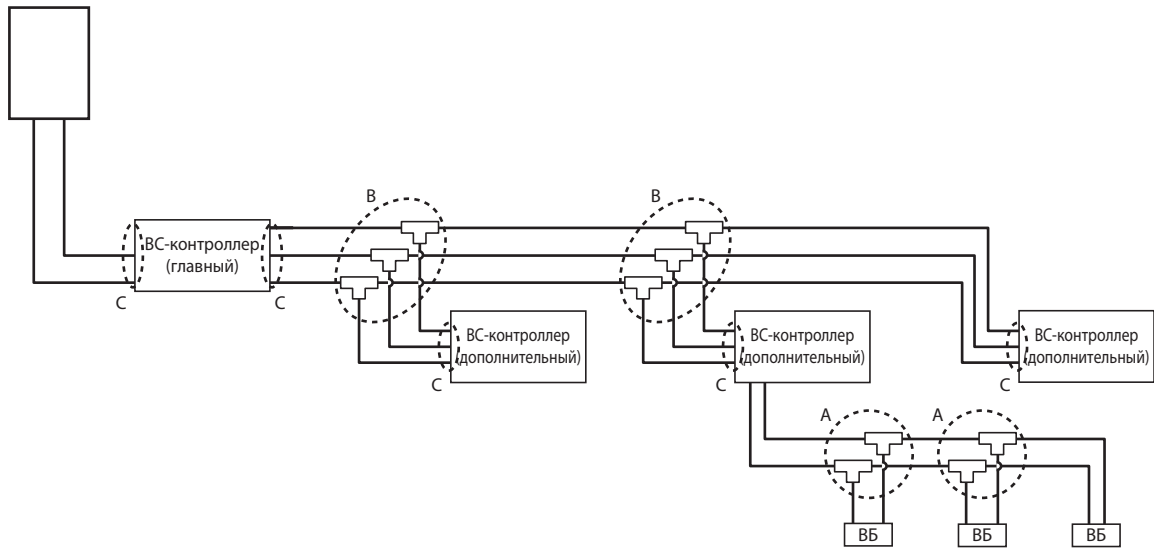 B
B
ВС-контроллер
(главный)
C
C
ВС-контроллер
(дополнительный)
C
ВС-контроллер
(дополнительный)
C
ВС-контроллер
(дополнительный)
C
A
A
ВБ
ВБ
ВБ